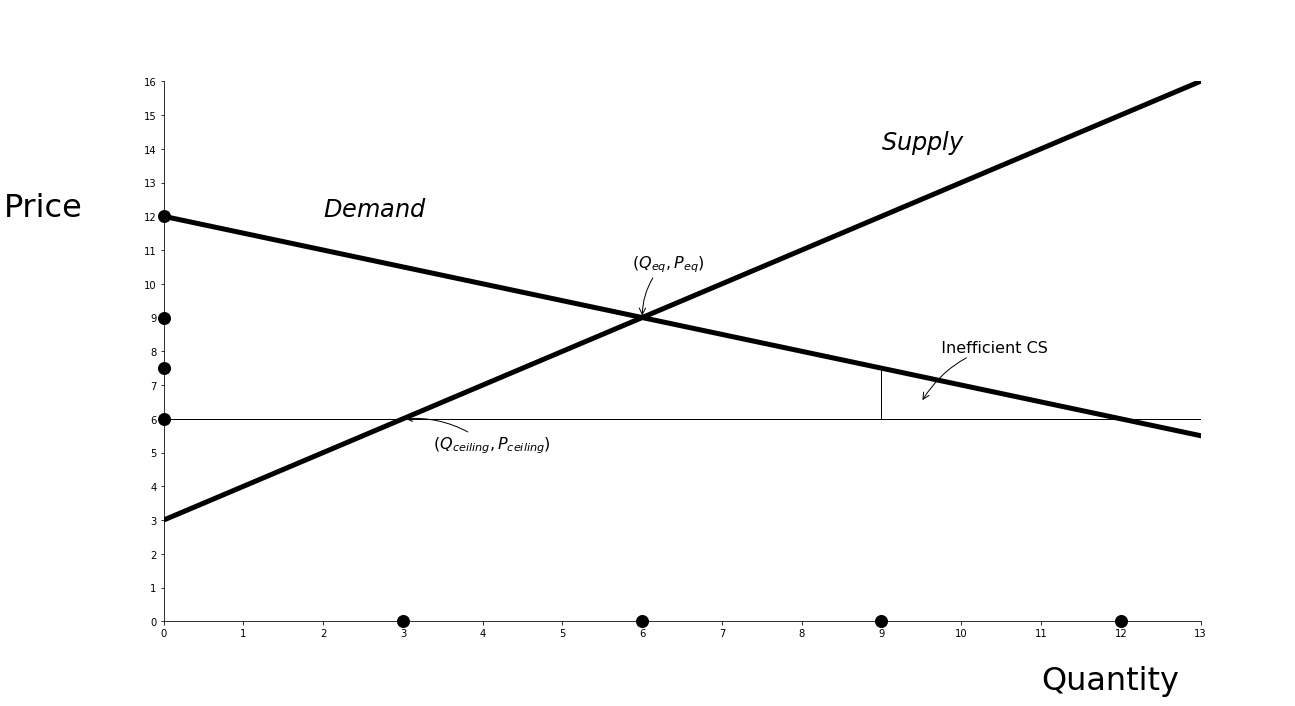 16
15
14
Supply
13
Price
12
Demand
11
(Q_eq, P_eq)
10
9
8
Inefficient CS
7
6
(Q_ceiling, P_ceiling)
5
4
3
2
1
0
0 1 2 3 4 5 6 7 8 9 10 11 12 13
Quantity